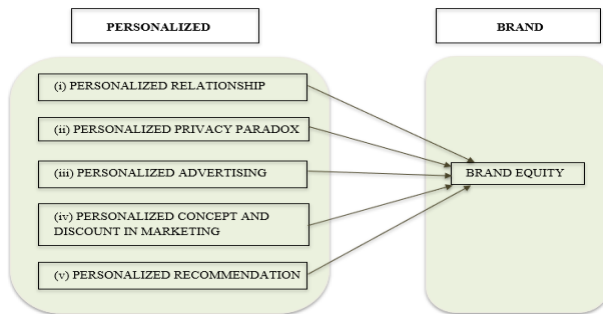 PERSONALIZED
BRAND
(i) PERSONALIZED RELATIONSHIP
(ii) PERSONALIZED PRIVACY PARADOX
(iii) PERSONALIZED ADVERTISING
BRAND EQUITY
(iv) PERSONALIZED CONCEPT AND
DISCOUNT IN MARKETING
(v) PERSONALIZED RECOMMENDATION